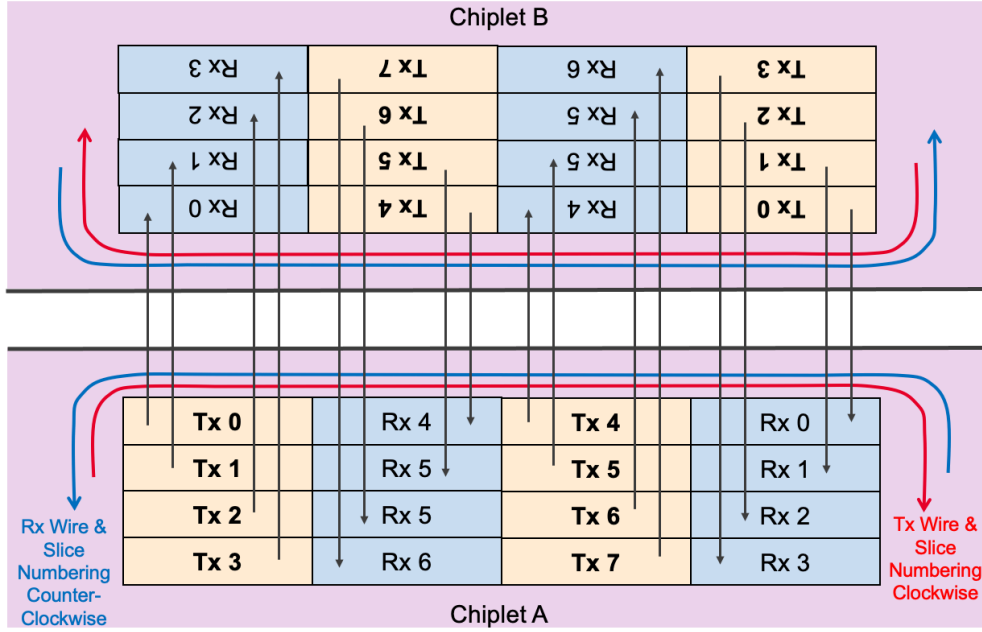 Chiplet B
Rx 3 Tx 7 Rx 6 Tx 3
Rx 2 Tx 6 Rx 5 Tx 2
Rx 1 Tx 5 Rx 5 Tx 1
Rx 0 Tx 4 Rx 4 Tx 0
Tx 0 Rx 4 Tx 4 Rx 0
Tx 1 Rx 5 Tx 5 Rx 1
Tx 2 Rx 5 Tx 6 Rx 2
Tx 3 Rx 6 Tx 7 Rx 3
Rx Wire &
Slice
Numbering
Counter-
Clockwise
Tx Wire &
Slice
Numbering
Clockwise
Chiplet A